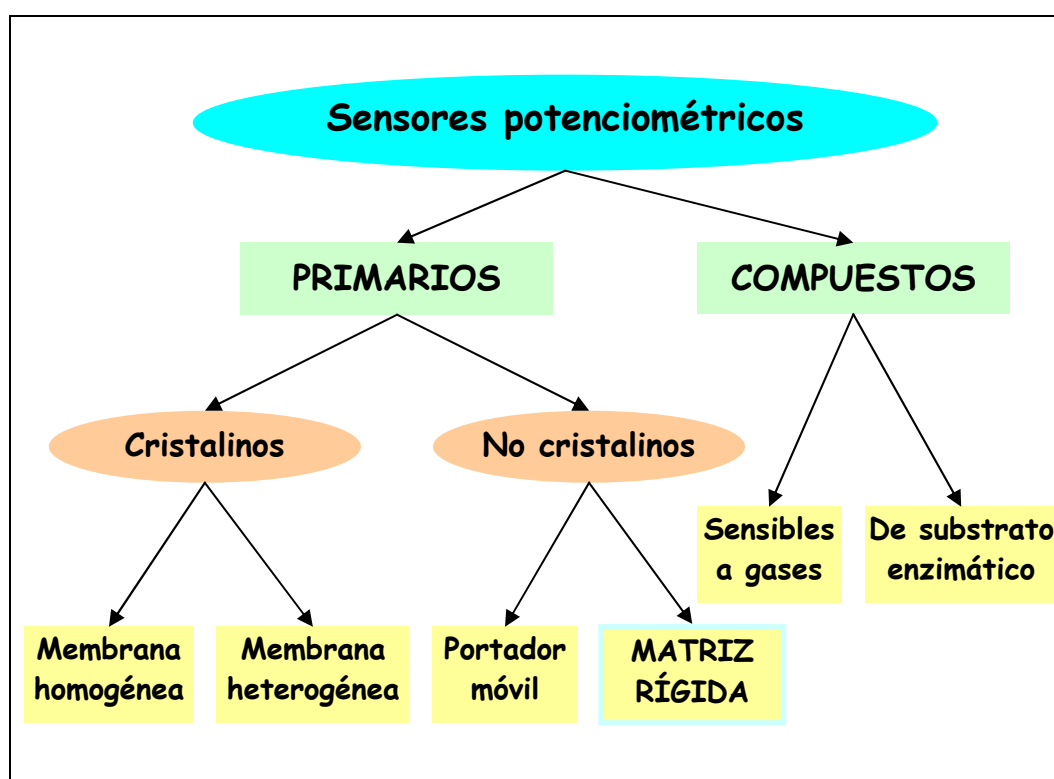 Sensores potenciométricos
PRIMARIOS
COMPUESTOS
Cristalinos
No cristalinos
Sensibles
a gases
De substrato
enzimático
Membrana
homogénea
Membrana
heterogénea
Portador
móvil
MATRIZ
RÍGIDA